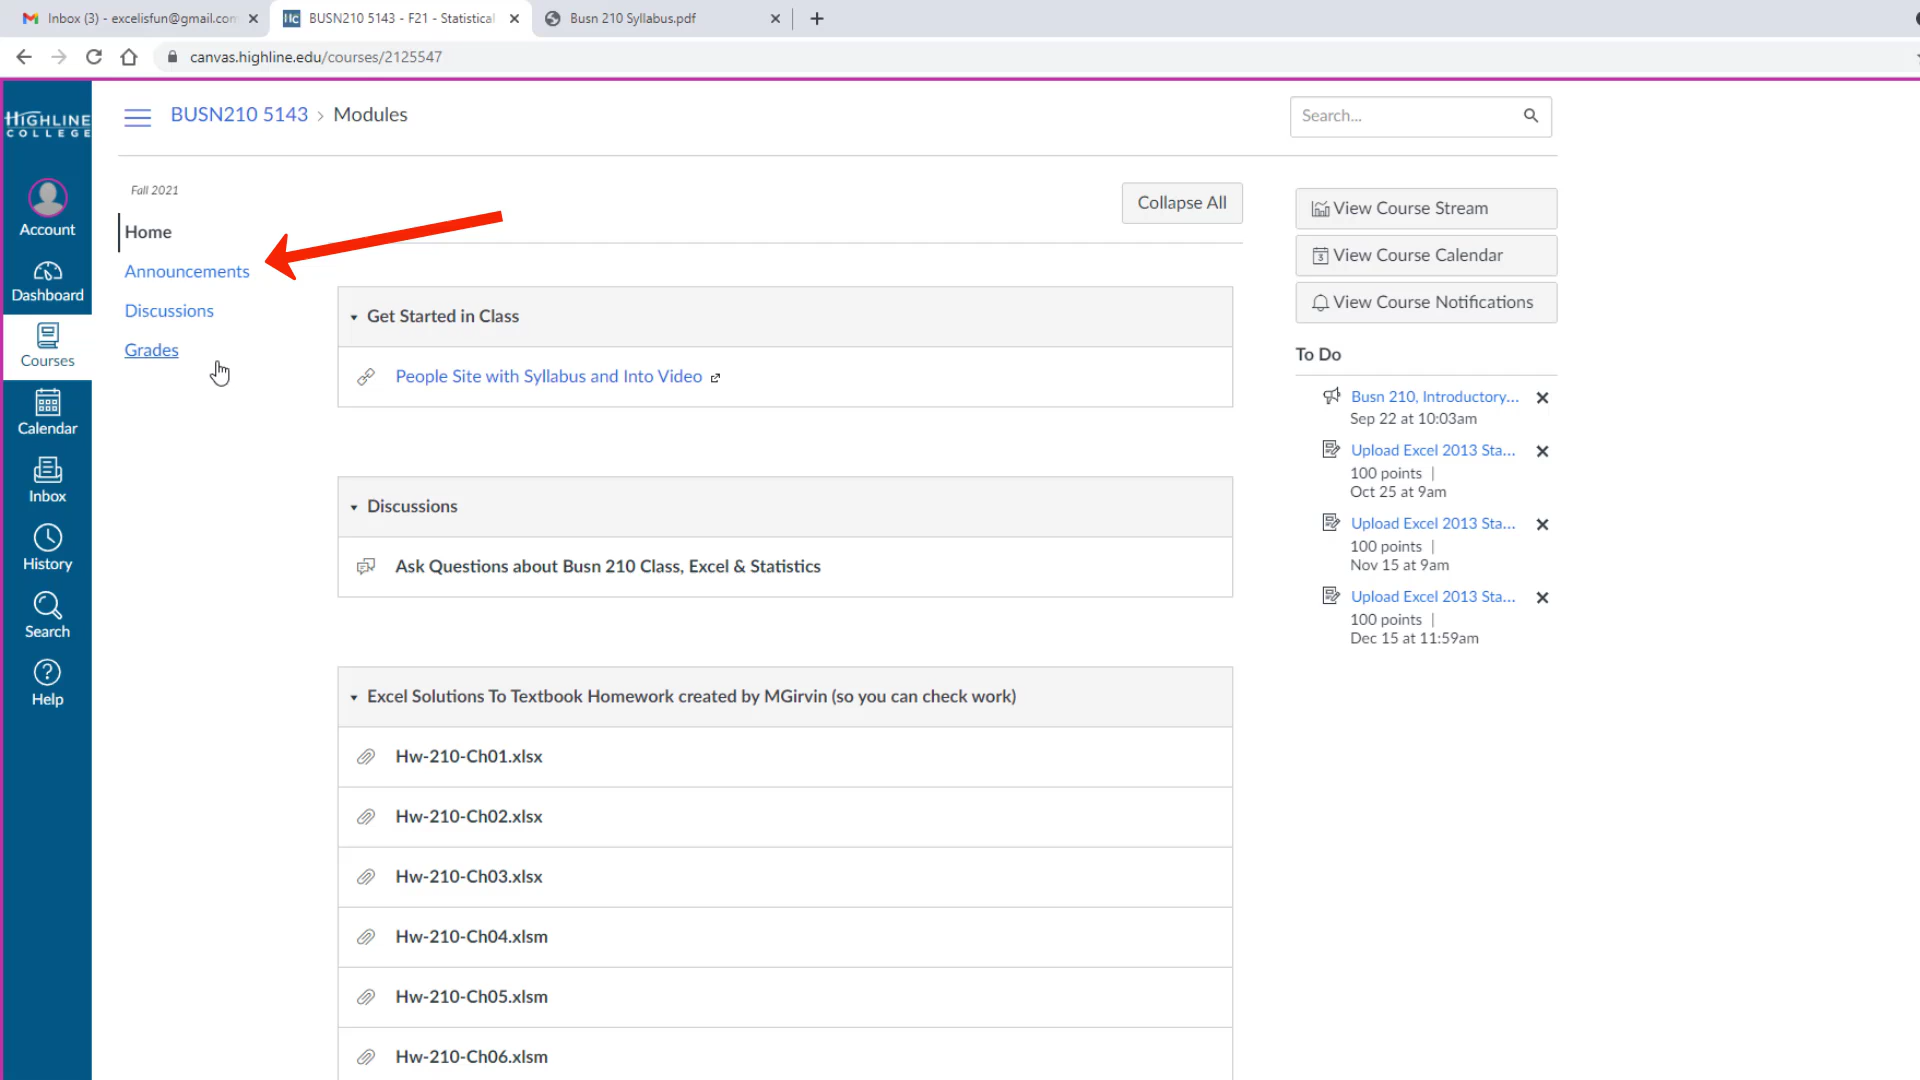 Inbox (3) - excelisfun@gmail.com
BUSN210 5143 - F21 - Statistical
Busn 210 Syllabus.pdf
canvas.highline.edu/courses/2125547
HIGHLINE
COLLEGE
BUSN210 5143 › Modules
Search...
Account
Dashboard
Courses
Calendar
Inbox
History
Search
Help
Fall 2021
Home
Announcements
Discussions
Grades
Collapse All
Get Started in Class
People Site with Syllabus and Into Video
Discussions
Ask Questions about Busn 210 Class, Excel & Statistics
Excel Solutions To Textbook Homework created by MGirvin (so you can check work)
Hw-210-Ch01.xlsx
Hw-210-Ch02.xlsx
Hw-210-Ch03.xlsx
Hw-210-Ch04.xlsm
Hw-210-Ch05.xlsm
Hw-210-Ch06.xlsm
View Course Stream
3
View Course Calendar
View Course Notifications
To Do
Busn 210, Introductory...
Sep 22 at 10:03am
Upload Excel 2013 Sta...
100 points |
Oct 25 at 9am
Upload Excel 2013 Sta...
100 points |
Nov 15 at 9am
Upload Excel 2013 Sta...
100 points |
Dec 15 at 11:59am